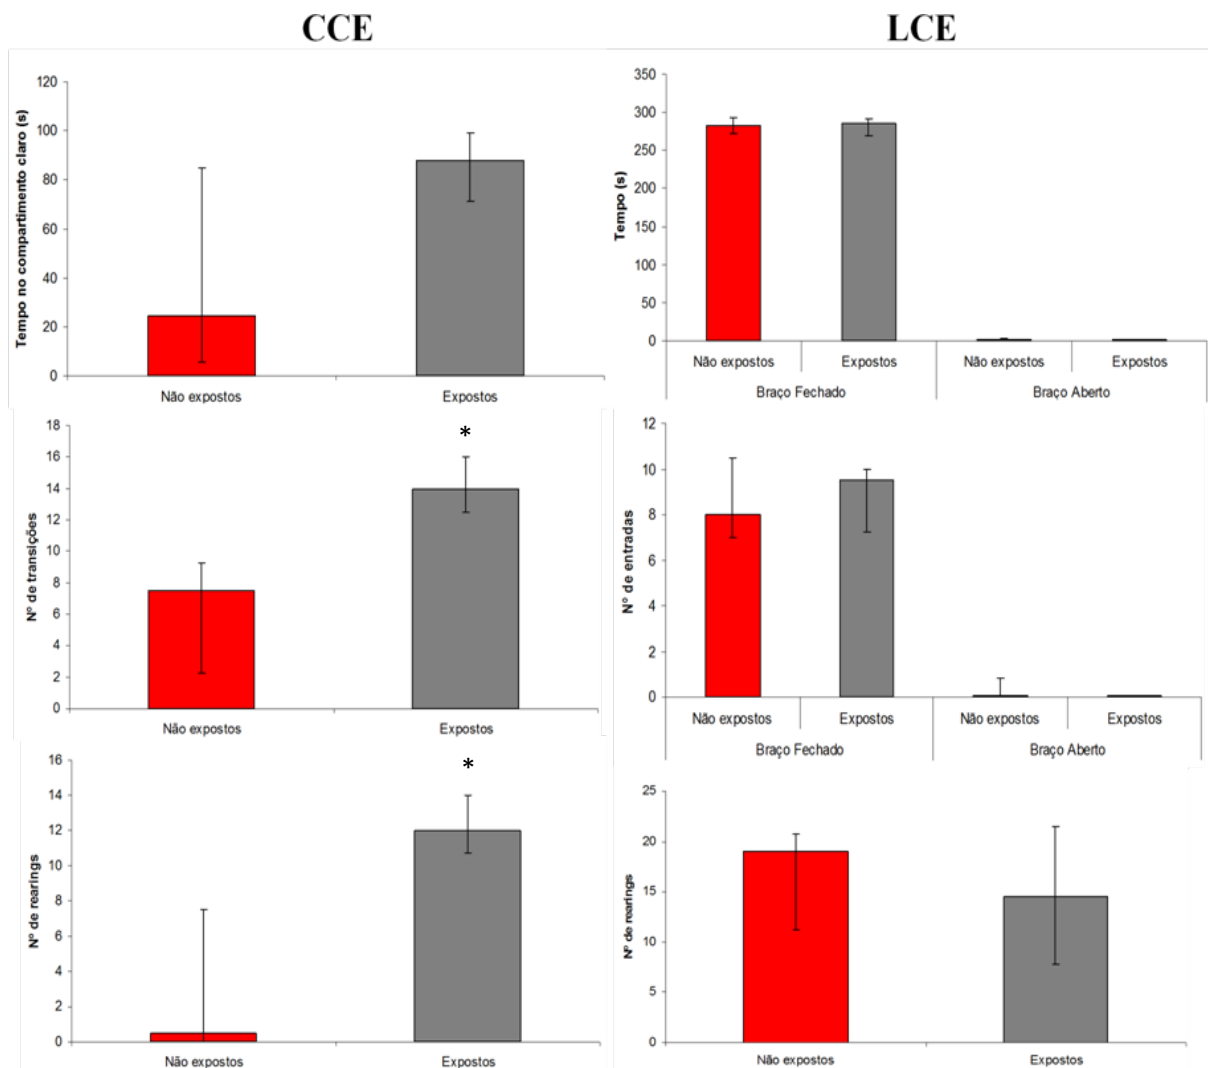 CCE
LCE
Tempo no compartimento claro (s)
120
100
80
60
40
20
0
Não expostos
Expostos
Tempo (s)
350
300
250
200
150
100
50
0
Não expostos
Expostos
Não expostos
Expostos
Braço Fechado
Braço Aberto
Nº de transições
18
16
14
12
10
8
6
4
2
0
*
Não expostos
Expostos
Nº de entradas
12
10
8
6
4
2
0
Não expostos
Expostos
Não expostos
Expostos
Braço Fechado
Braço Aberto
Nº de rearings
16
14
12
10
8
6
4
2
0
*
Não expostos
Expostos
Nº de rearings
25
20
15
10
5
0
Não expostos
Expostos